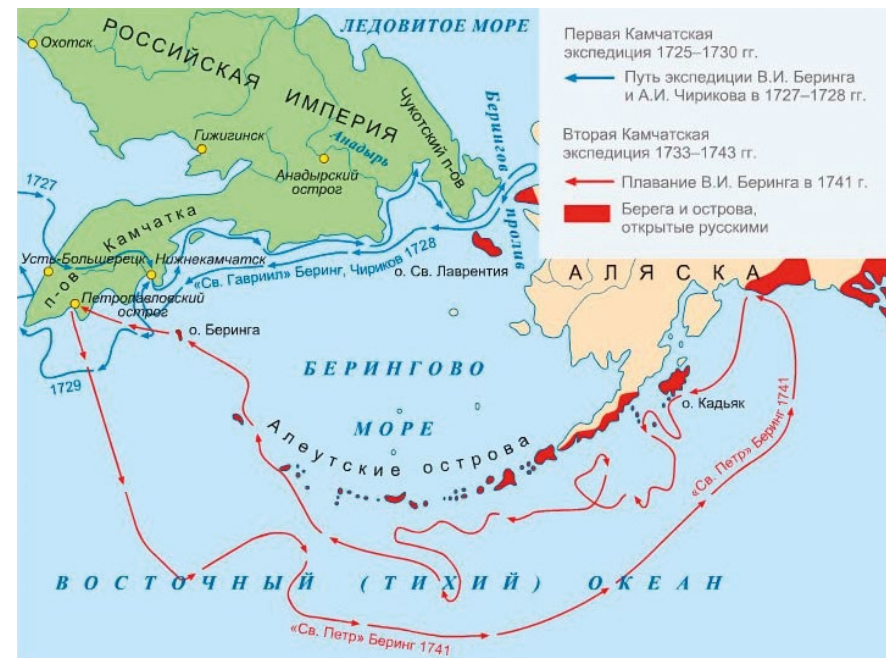 ЛЕДОВИТОЕ МОРЕ
Охотск
РОССИЙСКАЯ ИМПЕРИЯ
Чукотский п-ов
Берингов пролив
Гижигинск
Анадырь
Анадырский
острог
1727
п-ов Камчатка
Усть-Большерецк
Нижнекамчатск
«Св. Гавриил» Беринг, Чириков 1728
о. Св. Лаврентия
Петропавловский
острог
о. Беринга
1729
АЛЯСКА
БЕРИНГОВО
МОРЕ
о. Кадьяк
Алеутские острова
«Св. Петр» Беринг 1741
ВОСТОЧНЫЙ (ТИХИЙ) ОКЕАН
«Св. Петр» Беринг 1741
Первая Камчатская
экспедиция 1725–1730 гг.
Путь экспедиции В.И. Беринга
и А.И. Чирикова в 1727–1728 гг.
Вторая Камчатская
экспедиция 1733–1743 гг.
Плавание В.И. Беринга в 1741 г.
Берега и острова,
открытые русскими